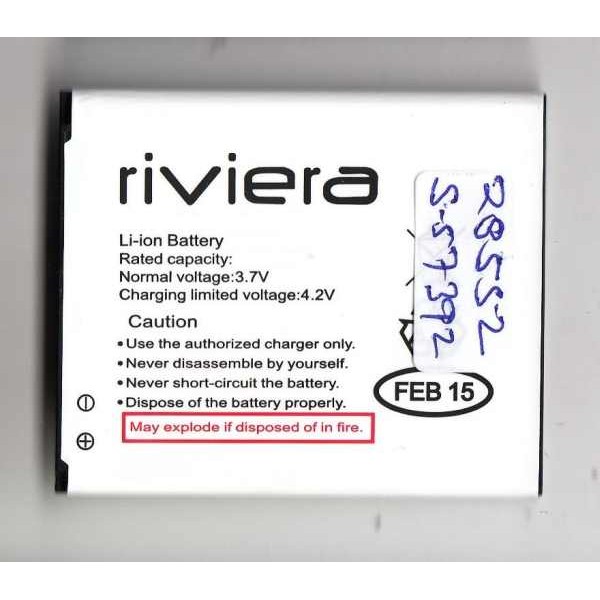 riviera
Li-ion Battery
Rated capacity:
Normal voltage:3.7V
Charging limited voltage:4.2V
Caution
•Use the authorized charger only.
•Never disassemble by yourself.
•Never short-circuit the battery.
•Dispose of the battery properly.
May explode if disposed of in fire.
FEB 15
28552
S-57392